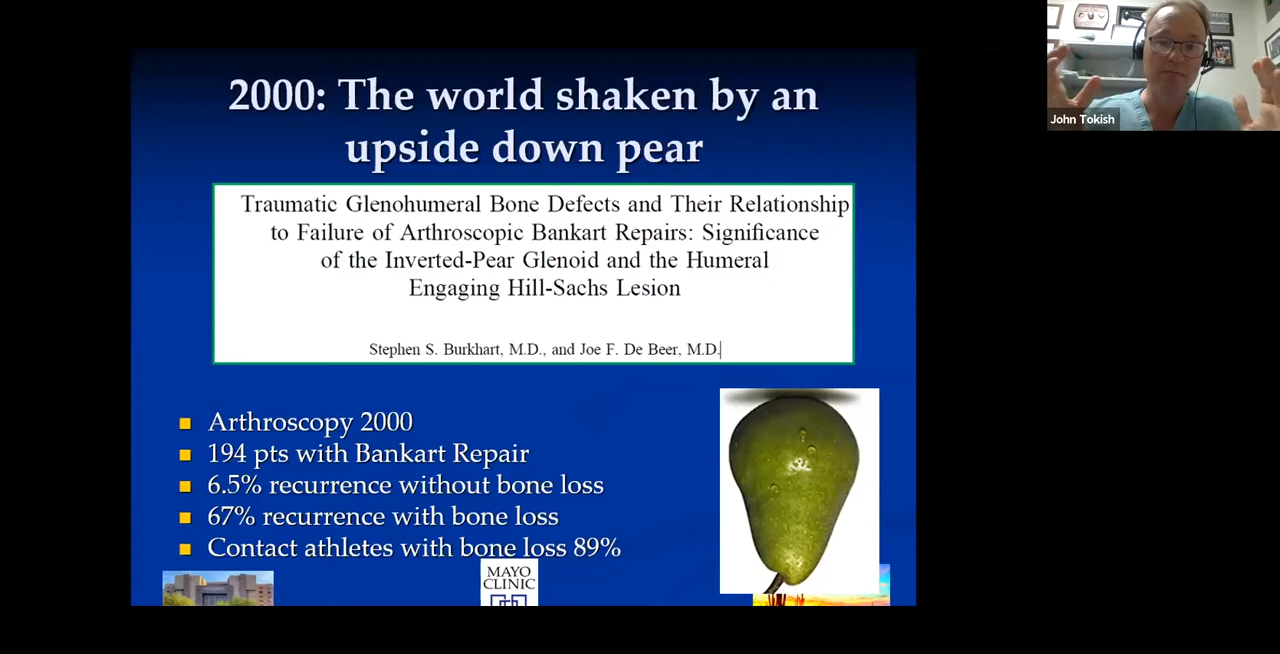 2000: The world shaken by an
upside down pear
Traumatic Glenohumeral Bone Defects and Their Relationship
to Failure of Arthroscopic Bankart Repairs: Significance
of the Inverted-Pear Glenoid and the Humeral
Engaging Hill-Sachs Lesion
Stephen S. Burkhart, M.D., and Joe F. De Beer, M.D.
Arthroscopy 2000
194 pts with Bankart Repair
6.5% recurrence without bone loss
67% recurrence with bone loss
Contact athletes with bone loss 89%
MAYO
CLINIC
John Tokish